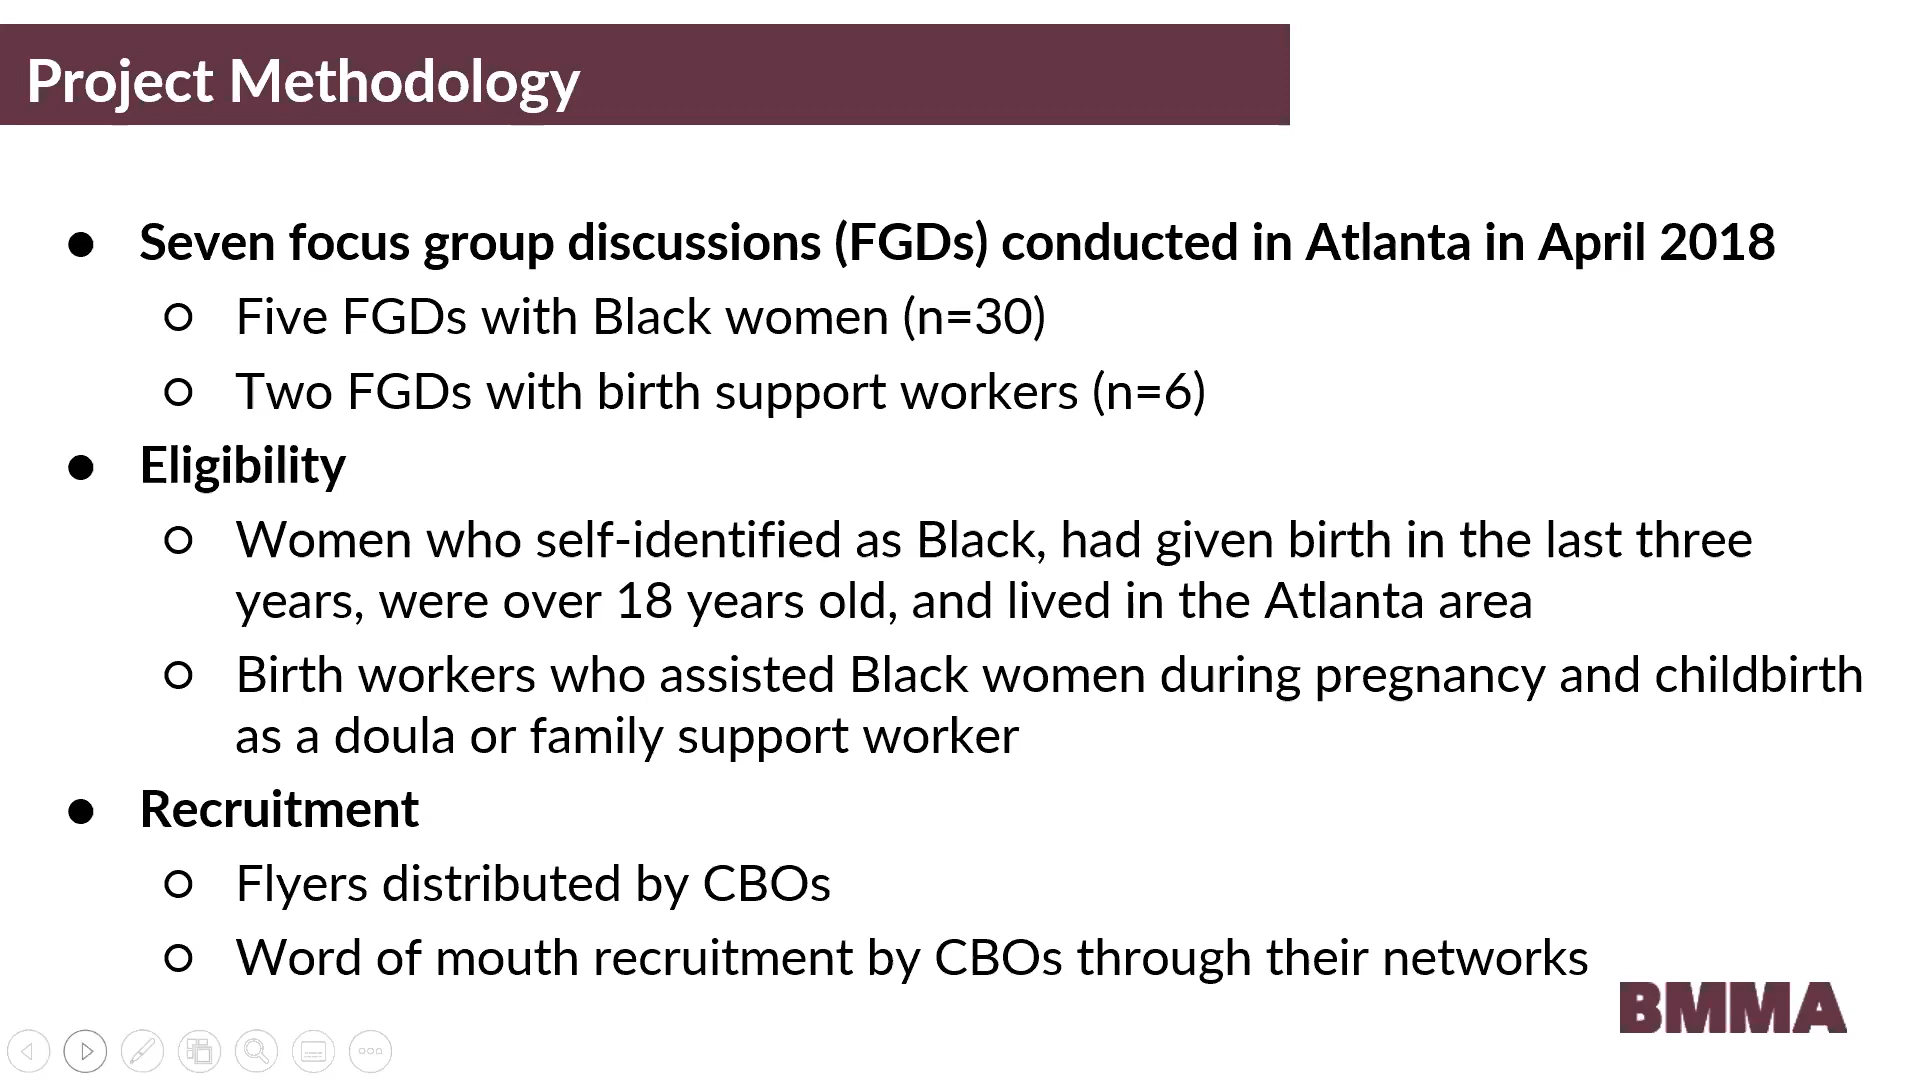 Project Methodology
● Seven focus group discussions (FGDs) conducted in Atlanta in April 2018
○ Five FGDs with Black women (n=30)
○ Two FGDs with birth support workers (n=6)
● Eligibility
○ Women who self-identified as Black, had given birth in the last three
years, were over 18 years old, and lived in the Atlanta area
○ Birth workers who assisted Black women during pregnancy and childbirth
as a doula or family support worker
● Recruitment
○ Flyers distributed by CBOs
○ Word of mouth recruitment by CBOs through their networks
BMMA